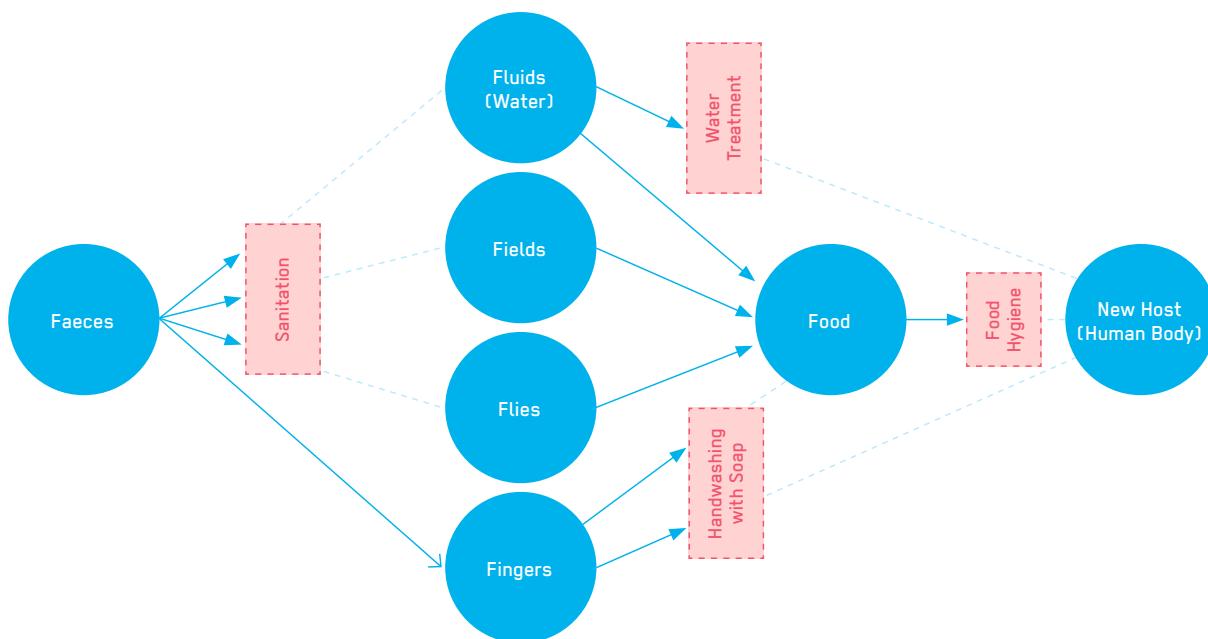 Faeces
Sanitation
Fluids
(Water)
Fields
Flies
Fingers
Water
Treatment
Handwashing
with Soap
Food
Food
Hygiene
New Host
(Human Body)